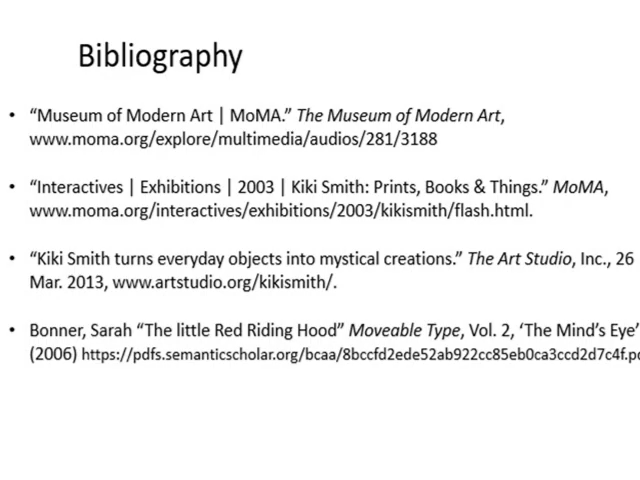 Bibliography
• “Museum of Modern Art | MoMA.” The Museum of Modern Art,
www.moma.org/explore/multimedia/audios/281/3188
• “Interactives | Exhibitions | 2003 | Kiki Smith: Prints, Books & Things.” MoMA,
www.moma.org/interactives/exhibitions/2003/kikismith/flash.html.
• “Kiki Smith turns everyday objects into mystical creations.” The Art Studio, Inc., 26
Mar. 2013, www.artstudio.org/kikismith/.
• Bonner, Sarah “The little Red Riding Hood” Moveable Type, Vol. 2, ‘The Mind’s Eye’
(2006) https://pdfs.semanticscholar.org/bcaa/8bccfd2ede52ab922cc85eb0ca3ccd2d7c4f.pd